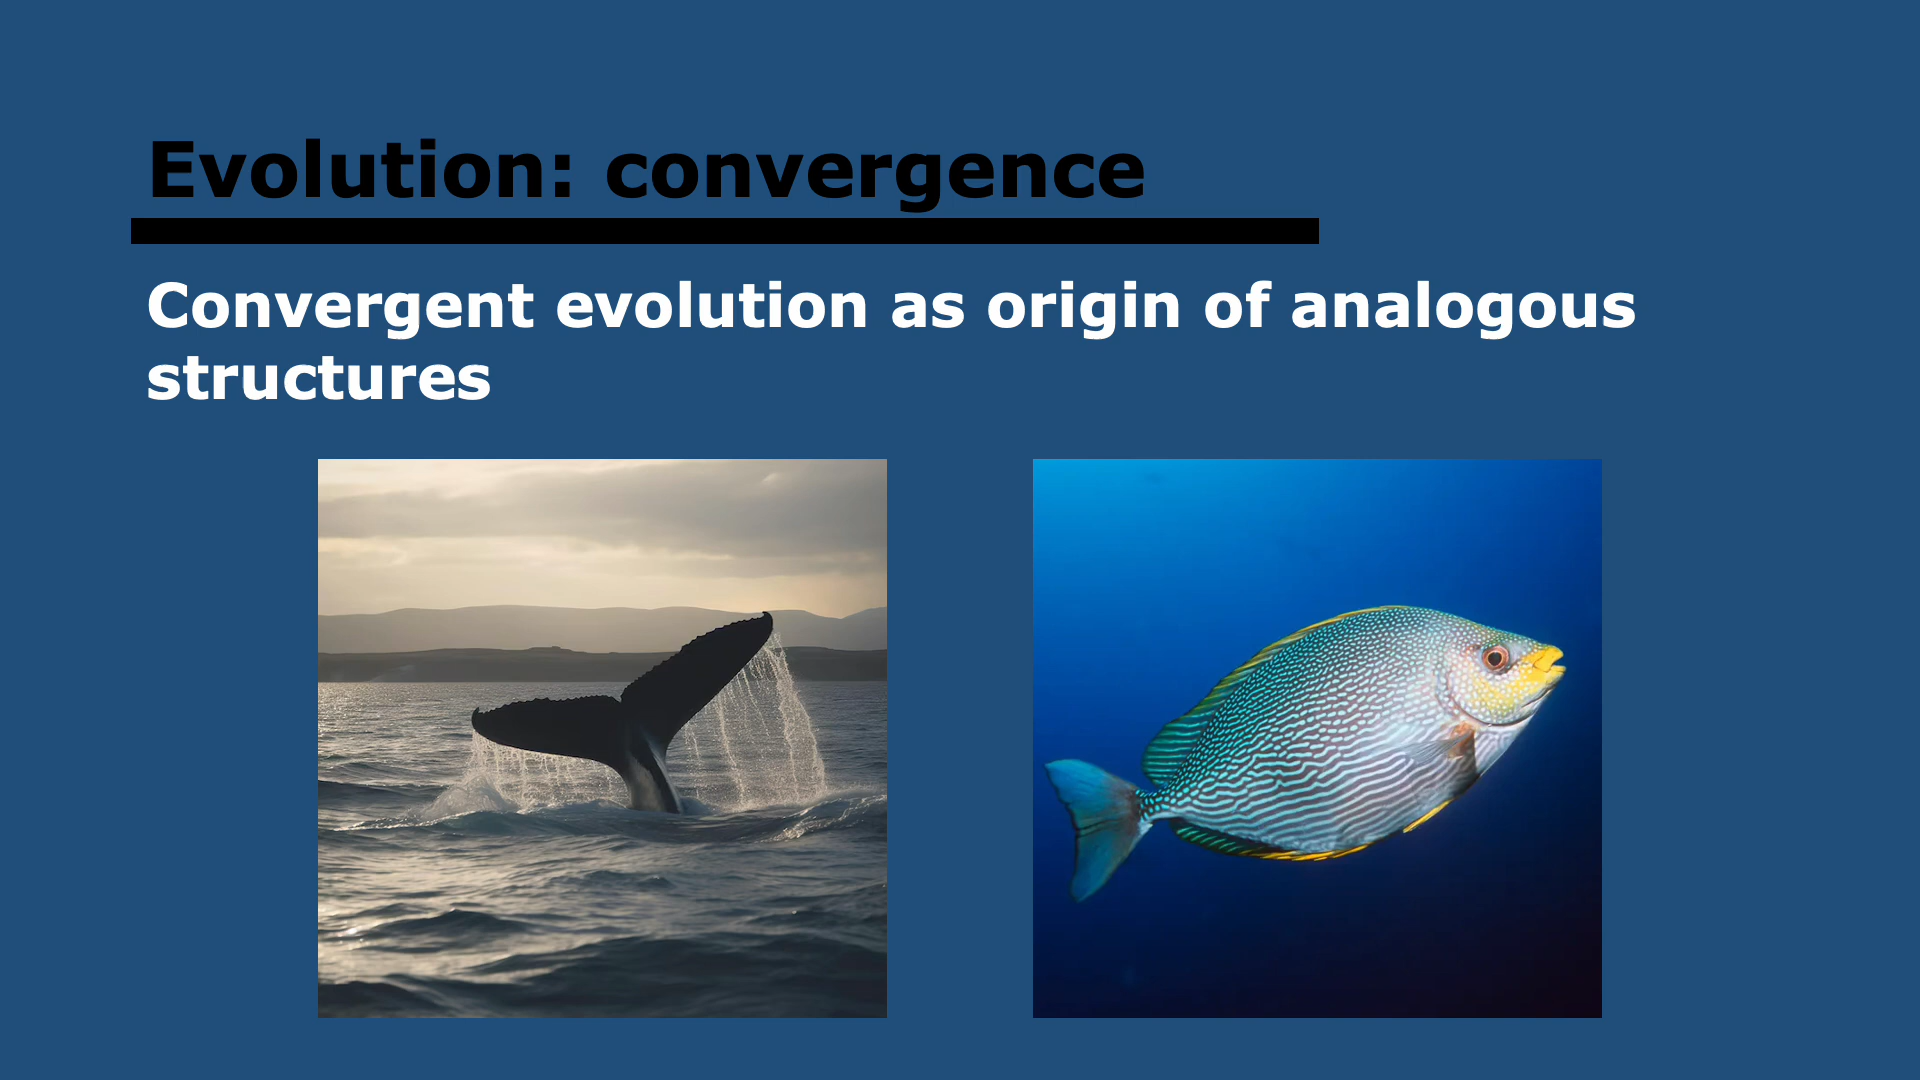 Evolution: convergence
Convergent evolution as origin of analogous
structures